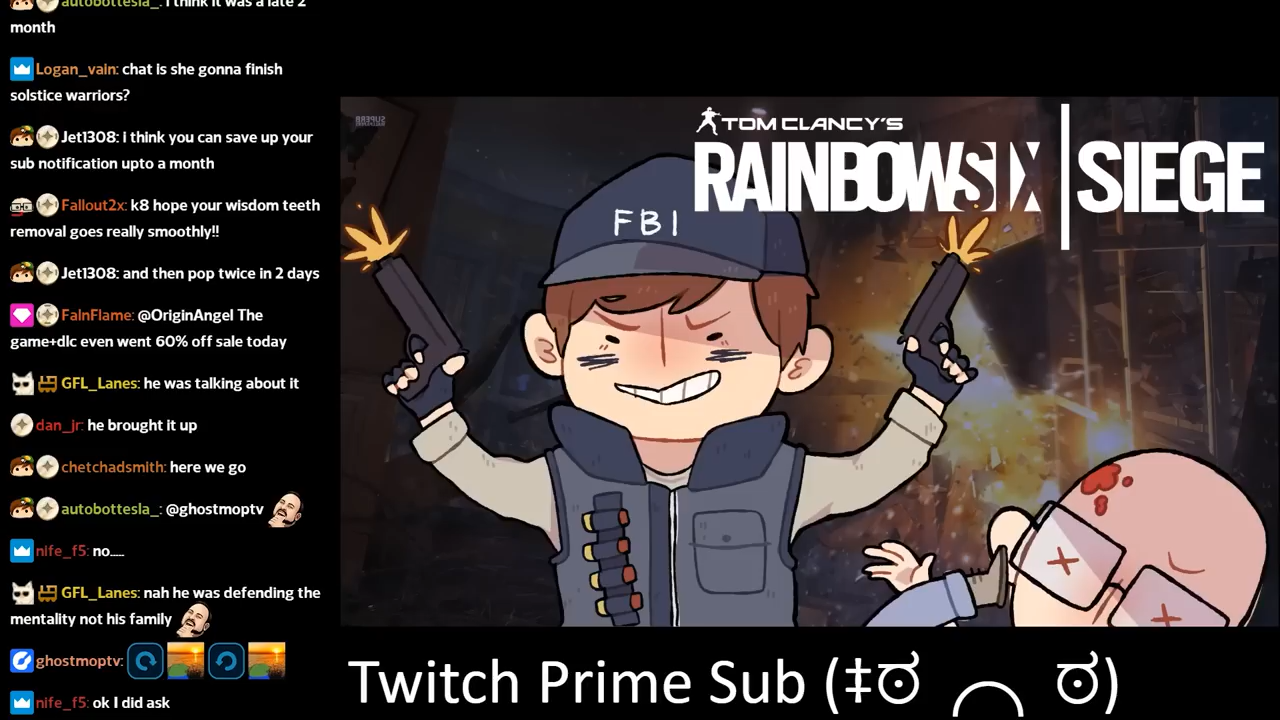 autobottesla_: I think it was a late 2
month
Logan_vain: chat is she gonna finish
solstice warriors?
Jet1308: I think you can save up your
sub notification upto a month
Fallout2x: k8 hope your wisdom teeth
removal goes really smoothly!!
Jet1308: and then pop twice in 2 days
FalnFlame: @OriginAngel The
game+dlc even went 60% off sale today
GFL_Lanes: he was talking about it
dan_jr: he brought it up
chetchadsmith: here we go
autobottesla_: @ghostmoptv
nife_f5: no.....
GFL_Lanes: nah he was defending the
mentality not his family
ghostmoptv:
nife_f5: ok I did ask
TOM CLANCY'S
RAINBOWSIX | SIEGE
FBI
Twitch Prime Sub (‡ಠ ╭╮ ಠ)